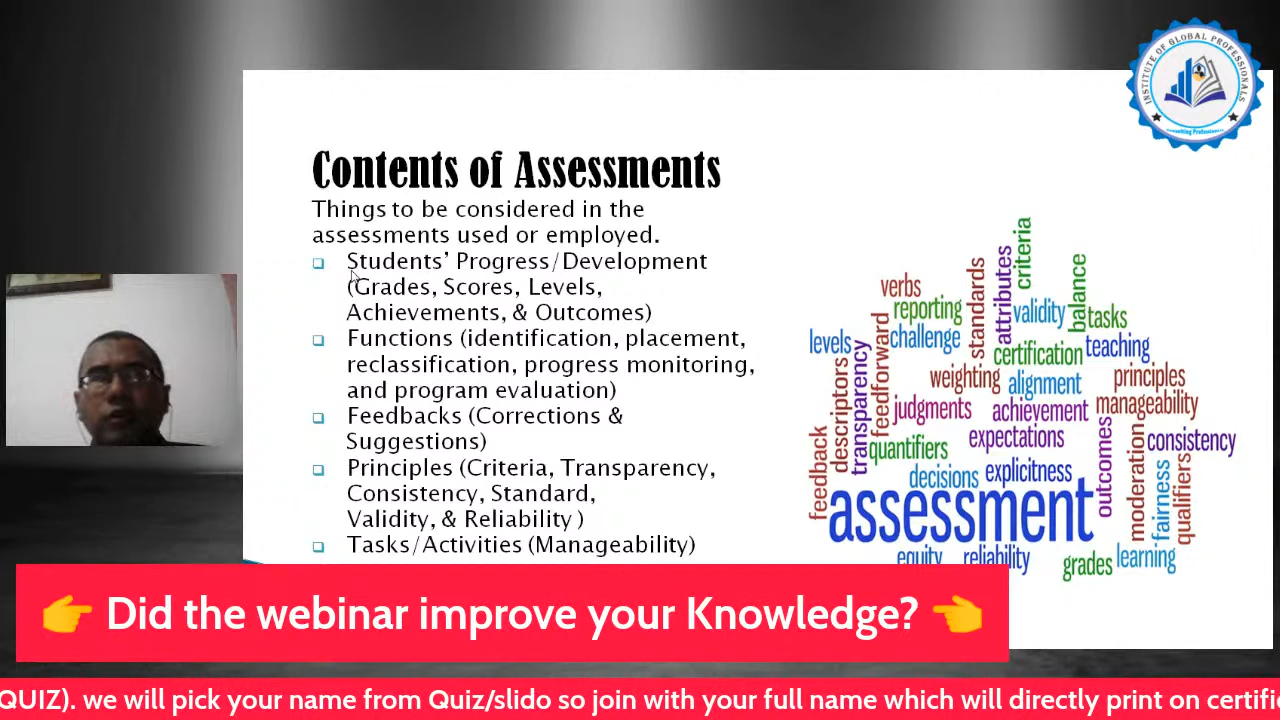 INSTITUTE OF GLOBAL PROFESSIONALS
Consulting Professionals
Contents of Assessments
Things to be considered in the
assessments used or employed.
Students' Progress/Development
(Grades, Scores, Levels,
Achievements, & Outcomes)
Functions (identification, placement,
reclassification, progress monitoring,
and program evaluation)
Feedbacks (Corrections &
Suggestions)
Principles (Criteria, Transparency,
Consistency, Standard,
Validity, & Reliability )
Tasks/Activities (Manageability)
criteria
verbs
standards
attributes
balance
reporting
validity
tasks
levels
challenge
feedforward
certification
teaching
descriptors
transparency
weighting
alignment
principles
judgments
achievement
manageability
feedback
quantifiers
expectations
outcomes
moderation
consistency
decisions
explicitness
fairness
qualifiers
assessment
equity
reliability
grades
learning
👉 Did the webinar improve your Knowledge? 👈
QUIZ). we will pick your name from Quiz/slido so join with your full name which will directly print on certifi